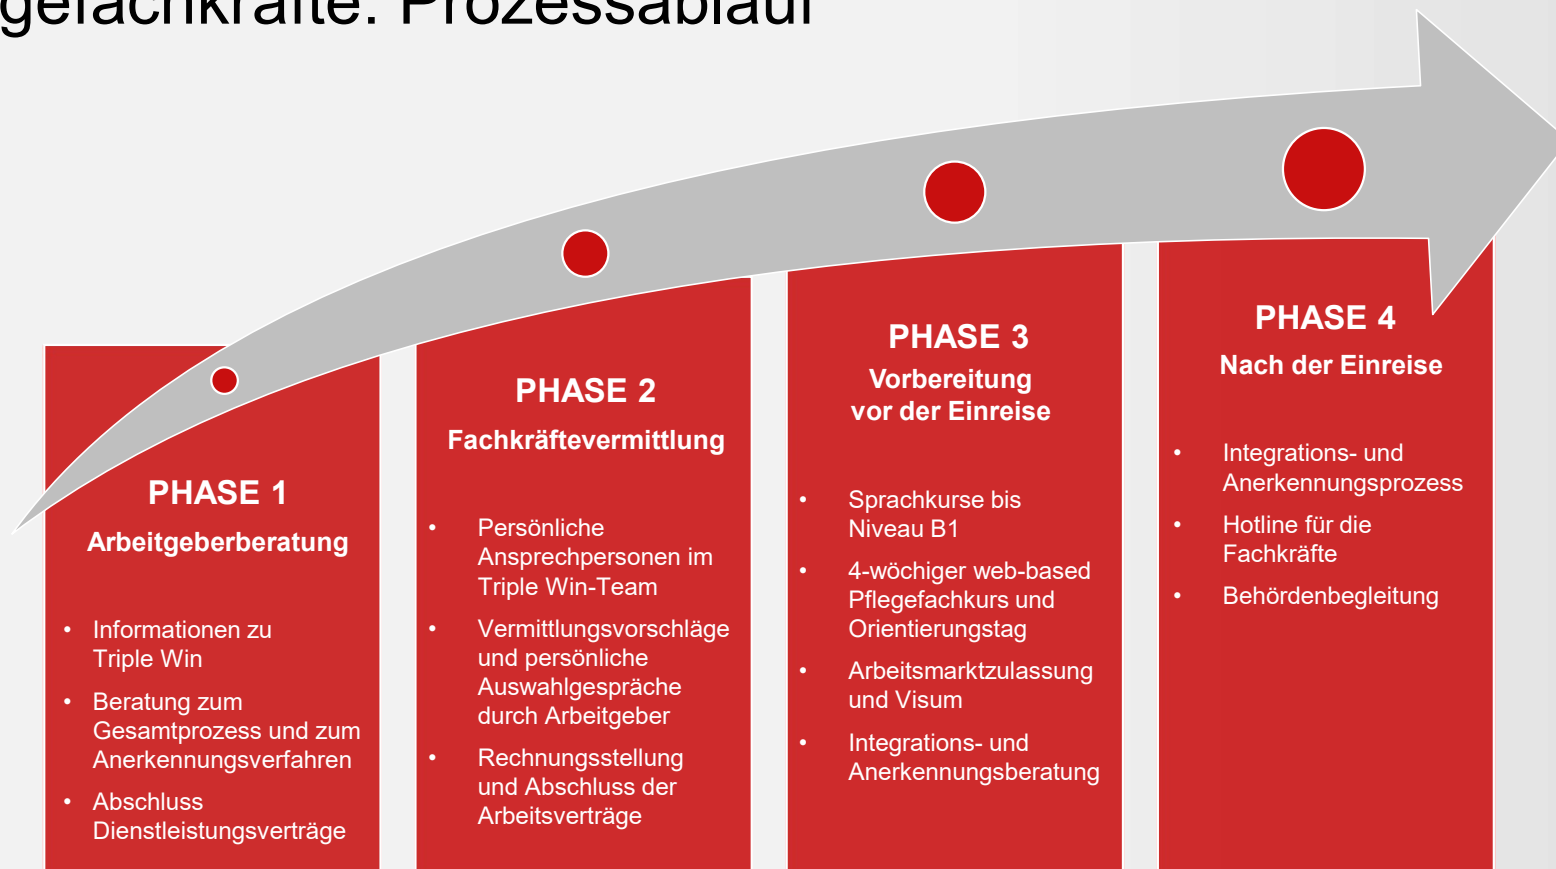 gefachkräfte: Prozessablauf
PHASE 1
Arbeitgeberberatung
• Informationen zu
Triple Win
• Beratung zum
Gesamtprozess und zum
Anerkennungsverfahren
• Abschluss
Dienstleistungsverträge
PHASE 2
Fachkräftevermittlung
• Persönliche
Ansprechpersonen im
Triple Win-Team
• Vermittlungsvorschläge
und persönliche
Auswahlgespräche
durch Arbeitgeber
• Rechnungsstellung
und Abschluss der
Arbeitsverträge
PHASE 3
Vorbereitung
vor der Einreise
• Sprachkurse bis
Niveau B1
• 4-wöchiger web-based
Pflegefachkurs und
Orientierungstag
• Arbeitsmarktzulassung
und Visum
• Integrations- und
Anerkennungsberatung
PHASE 4
Nach der Einreise
• Integrations- und
Anerkennungsprozess
• Hotline für die
Fachkräfte
• Behördenbegleitung